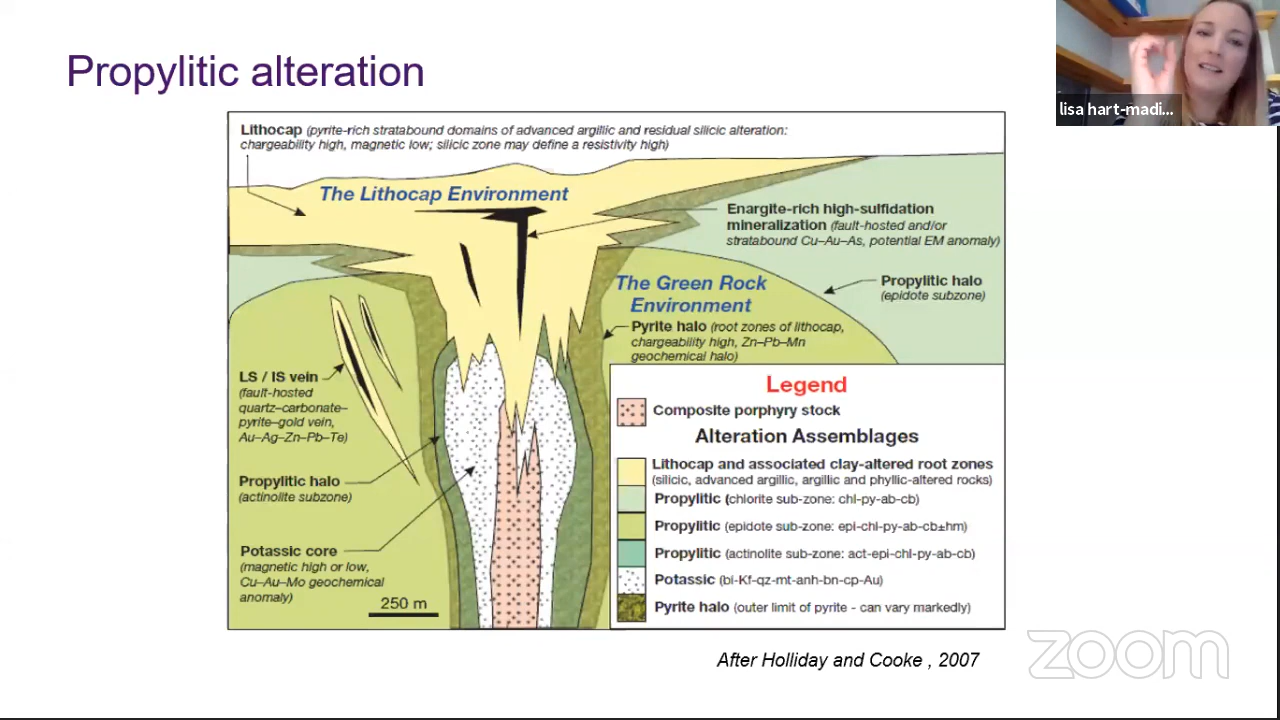 Propylitic alteration
lisa hart-madi...
Lithocap (pyrite-rich stratabound domains of advanced argillic and residual silicic alteration:
chargeability high, magnetic low; silicic zone may define a resistivity high)
The Lithocap Environment
Enargite-rich high-sulfidation
mineralization (fault-hosted and/or
stratabound Cu–Au–As, potential EM anomaly)
Propylitic halo
(epidote subzone)
The Green Rock
Environment
Pyrite halo (root zones of lithocap,
chargeability high, Zn–Pb–Mn
geochemical halo)
LS / IS vein
(fault-hosted
quartz–carbonate–
pyrite–gold vein,
Au–Ag–Zn–Pb–Te)
Propylitic halo
(actinolite subzone)
Potassic core
(magnetic high or low,
Cu–Au–Mo geochemical
anomaly)
250 m
Legend
Composite porphyry stock
Alteration Assemblages
Lithocap and associated clay-altered root zones
(silicic, advanced argillic, argillic and phyllic-altered rocks)
Propylitic (chlorite sub-zone: chl-py-ab-cb)
Propylitic (epidote sub-zone: epi-chl-py-ab-cb±hm)
Propylitic (actinolite sub-zone: act-epi-chl-py-ab-cb)
Potassic (bi-Kf-qz-mt-anh-bn-cp-Au)
Pyrite halo (outer limit of pyrite - can vary markedly)
After Holliday and Cooke , 2007
zoom